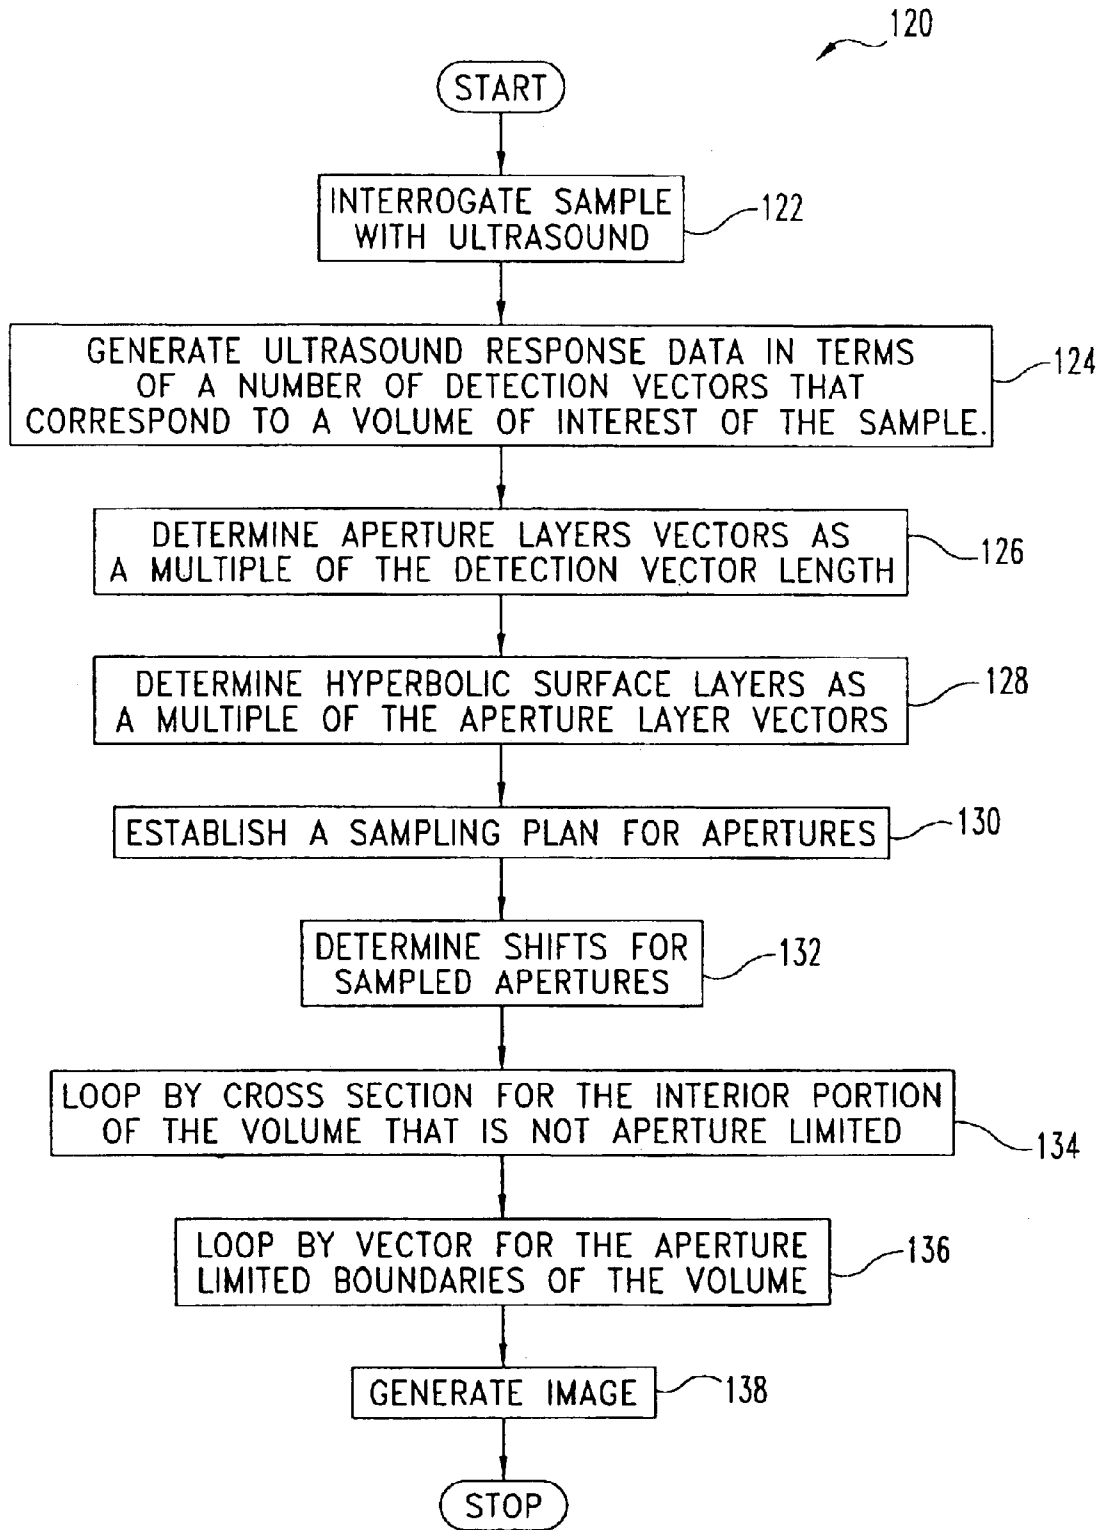 120
START
INTERROGATE SAMPLE
WITH ULTRASOUND
122
GENERATE ULTRASOUND RESPONSE DATA IN TERMS
OF A NUMBER OF DETECTION VECTORS THAT
CORRESPOND TO A VOLUME OF INTEREST OF THE SAMPLE.
124
DETERMINE APERTURE LAYERS VECTORS AS
A MULTIPLE OF THE DETECTION VECTOR LENGTH
126
DETERMINE HYPERBOLIC SURFACE LAYERS AS
A MULTIPLE OF THE APERTURE LAYER VECTORS
128
ESTABLISH A SAMPLING PLAN FOR APERTURES
130
DETERMINE SHIFTS FOR
SAMPLED APERTURES
132
LOOP BY CROSS SECTION FOR THE INTERIOR PORTION
OF THE VOLUME THAT IS NOT APERTURE LIMITED
134
LOOP BY VECTOR FOR THE APERTURE
LIMITED BOUNDARIES OF THE VOLUME
136
GENERATE IMAGE
138
STOP